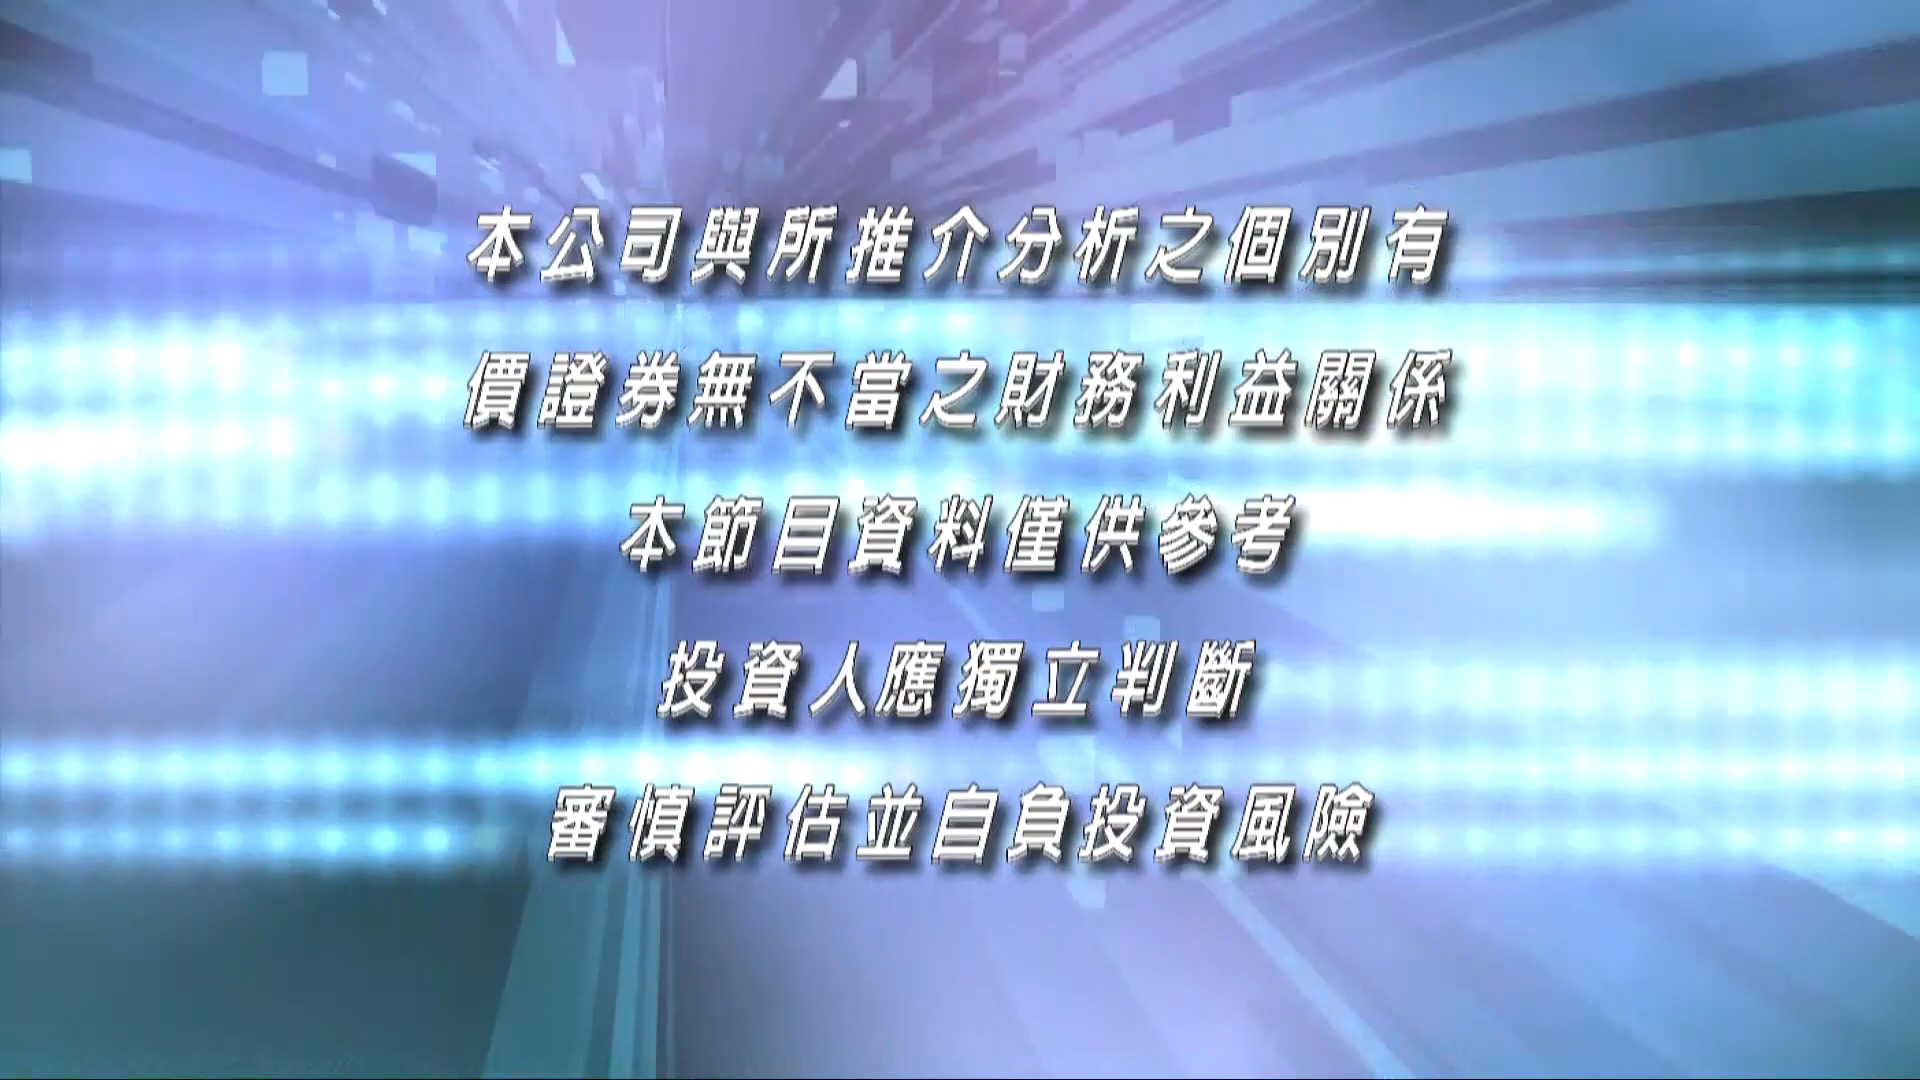 本公司與所推介分析之個別有
價證券無不當之財務利益關係
本節目資料僅供參考
投資人應獨立判斷
審慎評估並自負投資風險